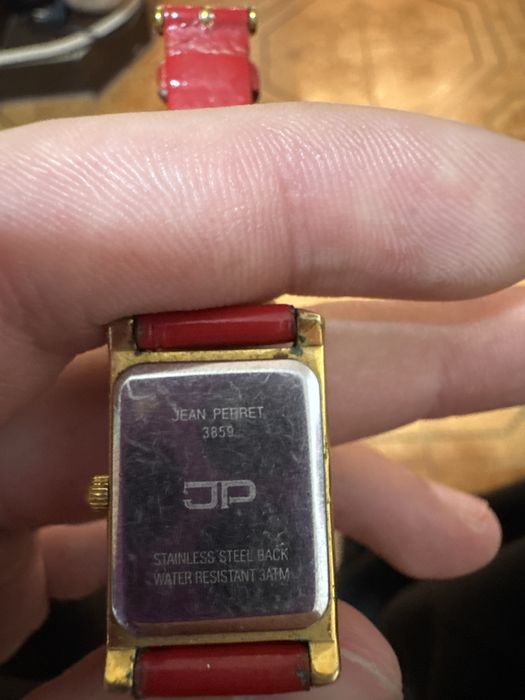 JEAN PERRET
3859
JP
STAINLESS STEEL BACK
WATER RESISTANT 3ATM